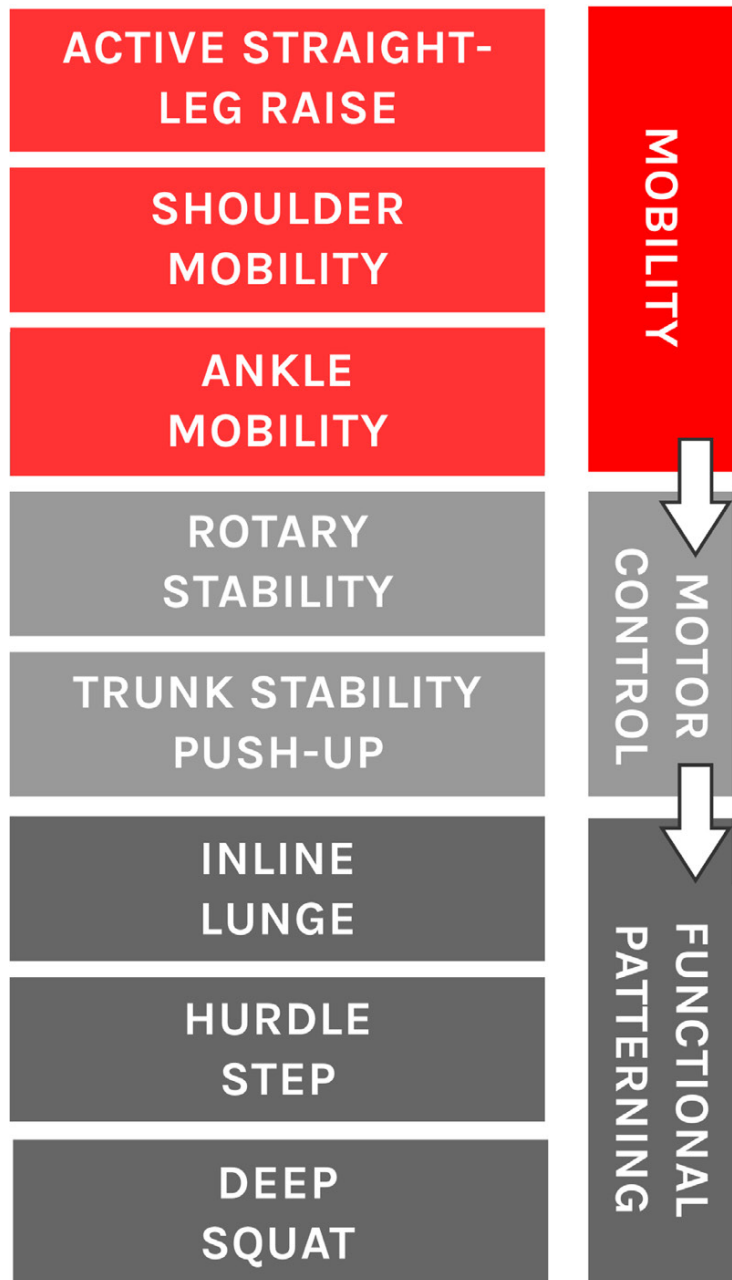 ACTIVE STRAIGHT-
LEG RAISE
SHOULDER
MOBILITY
ANKLE
MOBILITY
ROTARY
STABILITY
TRUNK STABILITY
PUSH-UP
INLINE
LUNGE
HURDLE
STEP
DEEP
SQUAT
MOBILITY
MOTOR
CONTROL
FUNCTIONAL
PATTERNING